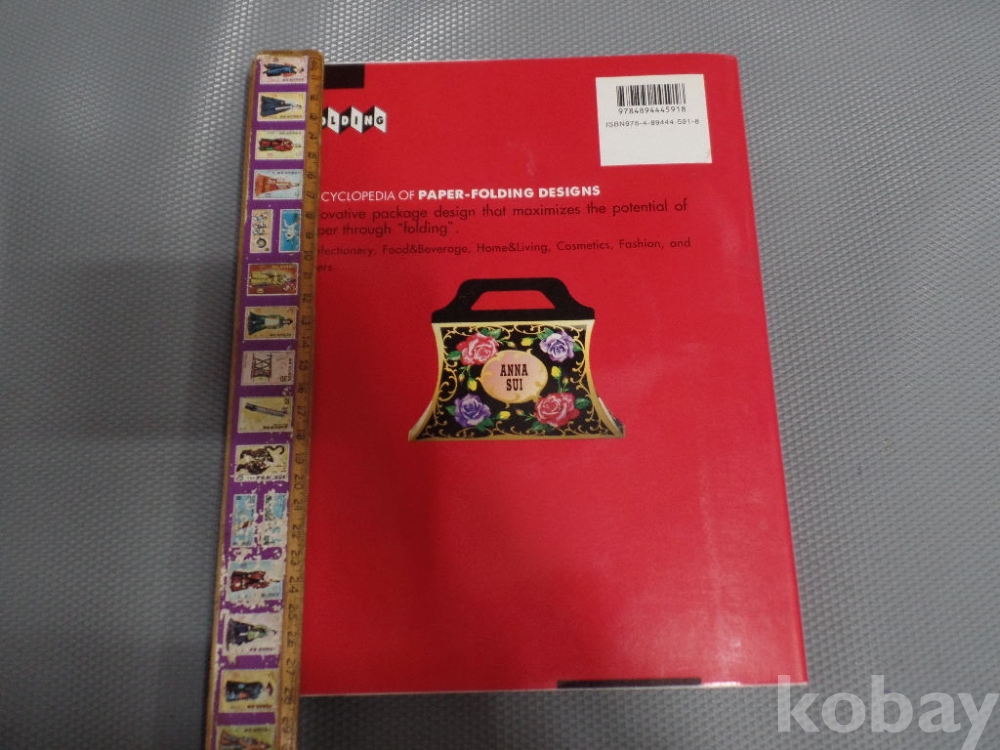 9784894445918
ISBN978-4-89444-591-8
OLDING
CYCLOPEDIA OF PAPER-FOLDING DESIGNS
ovative package design that maximizes the potential of
per through "folding".
fectionery, Food&Beverage, Home&Living, Cosmetics, Fashion, and
ers
ANNA
SUI
kobay